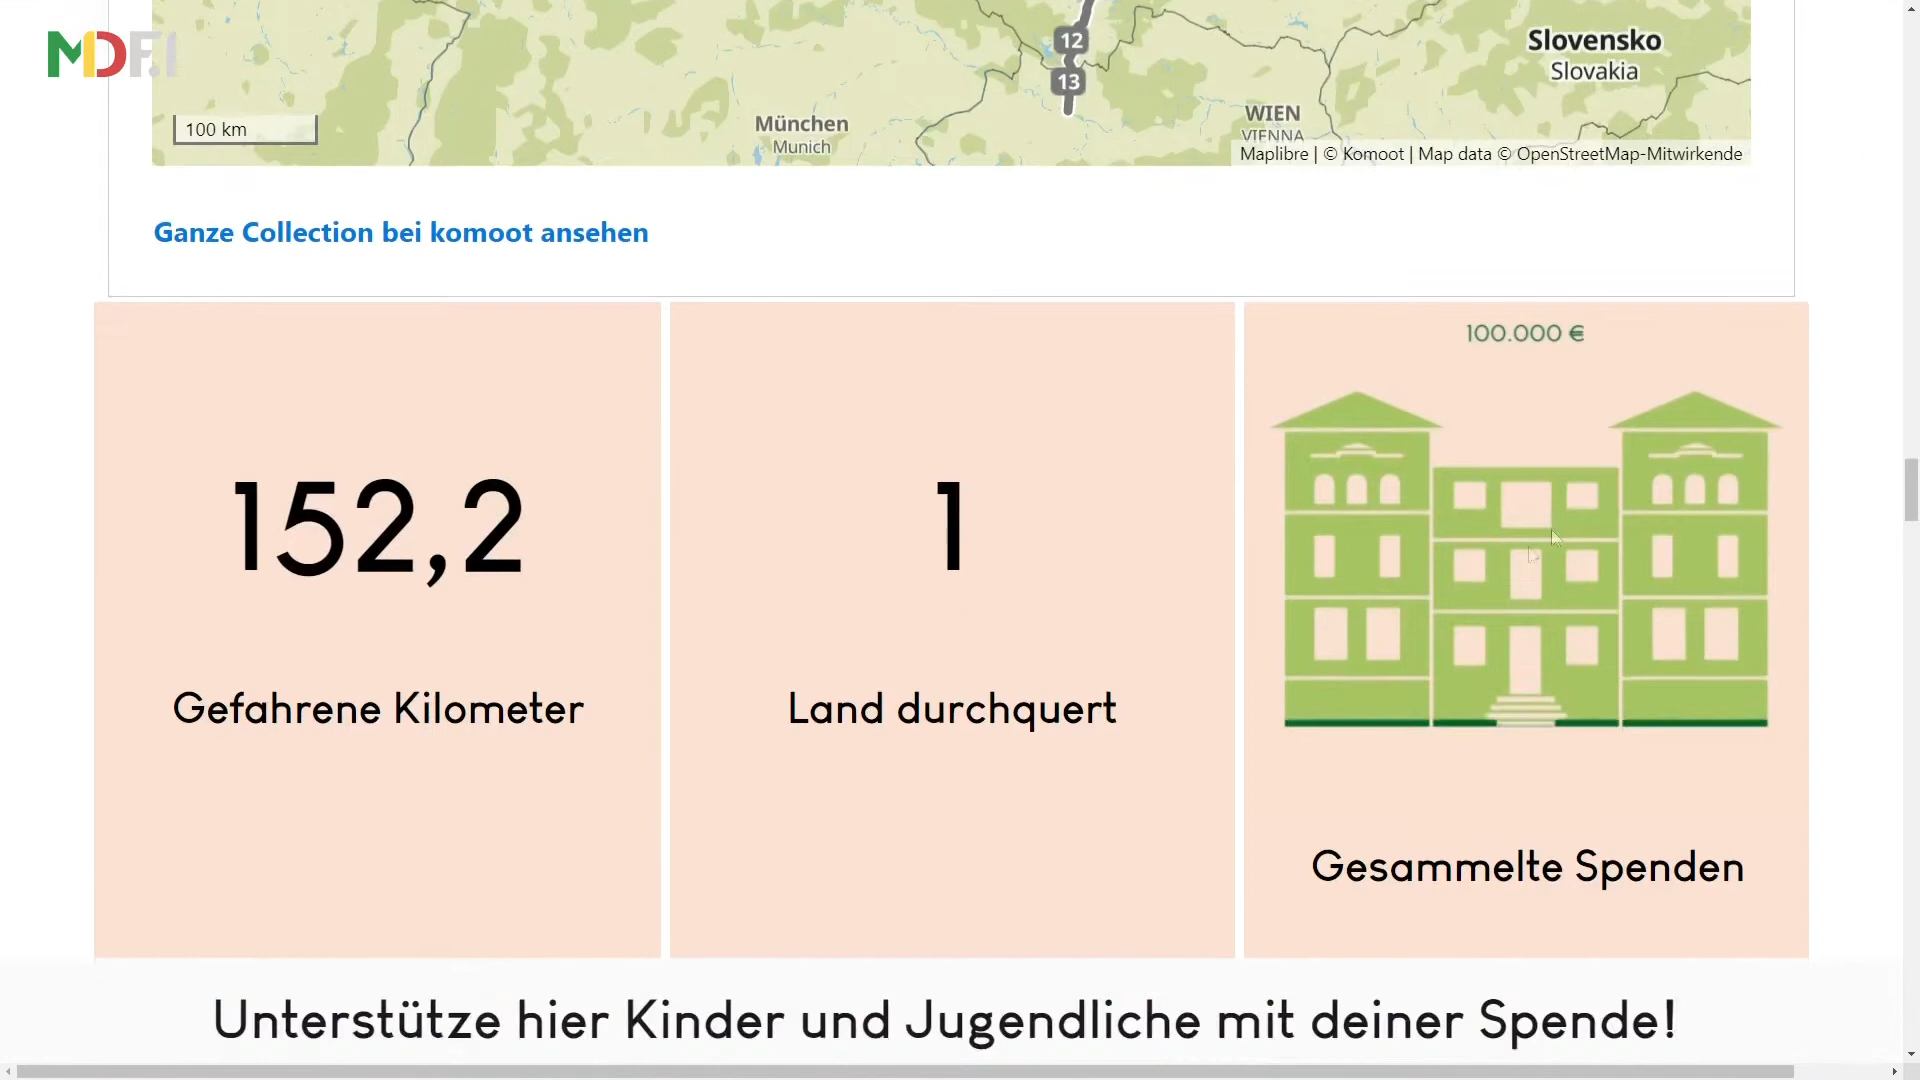 MDF.I
12
Slovensko
Slovakia
13
München
Munich
WIEN
VIENNA
100 km
Maplibre | © Komoot | Map data © OpenStreetMap-Mitwirkende
Ganze Collection bei komoot ansehen
100.000 €
152,2
1
Gefahrene Kilometer
Land durchquert
Gesammelte Spenden
Unterstütze hier Kinder und Jugendliche mit deiner Spende!